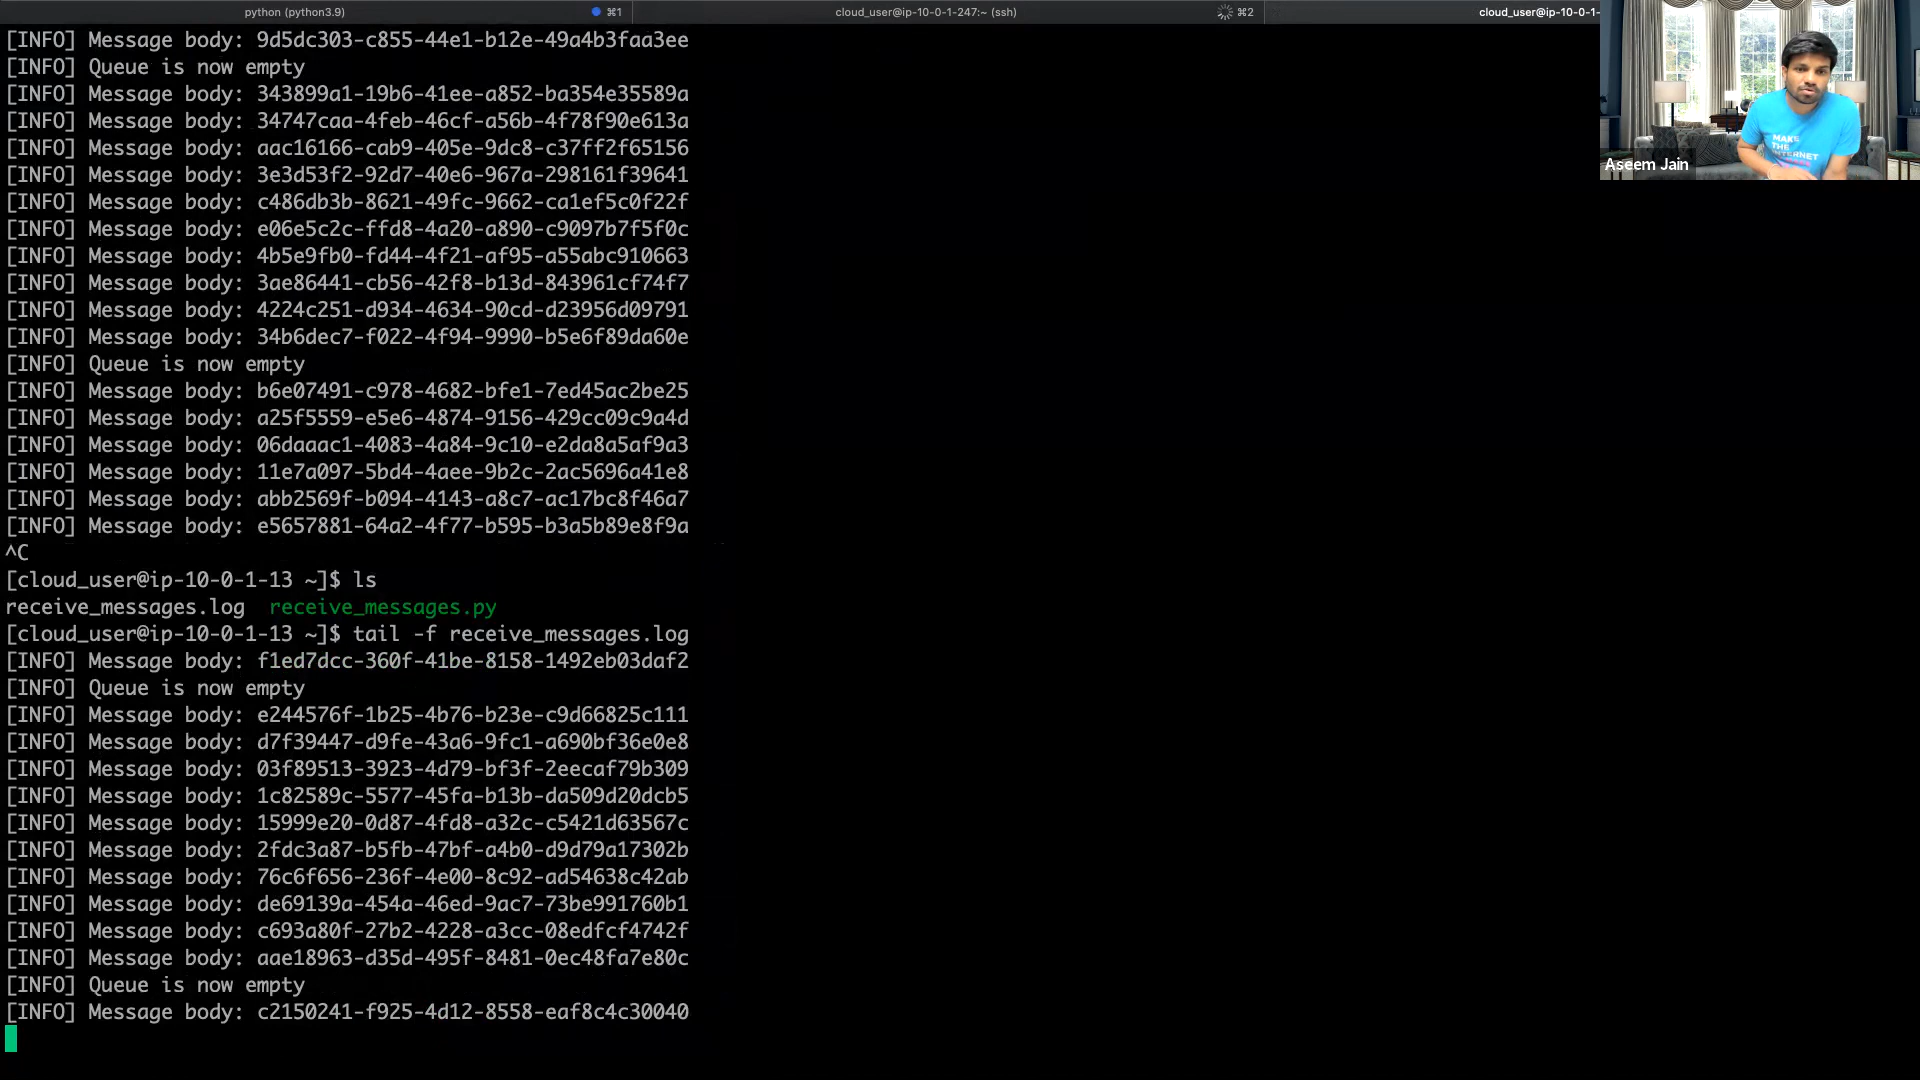 python (python3.9)
⌘1
cloud_user@ip-10-0-1-247:~ (ssh)
⌘2
cloud_user@ip-10-0-1-
[INFO] Message body: 9d5dc303-c855-44e1-b12e-49a4b3faa3ee
[INFO] Queue is now empty
[INFO] Message body: 343899a1-19b6-41ee-a852-ba354e35589a
[INFO] Message body: 34747caa-4feb-46cf-a56b-4f78f90e613a
[INFO] Message body: aac16166-cab9-405e-9dc8-c37ff2f65156
[INFO] Message body: 3e3d53f2-92d7-40e6-967a-298161f39641
[INFO] Message body: c486db3b-8621-49fc-9662-ca1ef5c0f22f
[INFO] Message body: e06e5c2c-ffd8-4a20-a890-c9097b7f5f0c
[INFO] Message body: 4b5e9fb0-fd44-4f21-af95-a55abc910663
[INFO] Message body: 3ae86441-cb56-42f8-b13d-843961cf74f7
[INFO] Message body: 4224c251-d934-4634-90cd-d23956d09791
[INFO] Message body: 34b6dec7-f022-4f94-9990-b5e6f89da60e
[INFO] Queue is now empty
[INFO] Message body: b6e07491-c978-4682-bfe1-7ed45ac2be25
[INFO] Message body: a25f5559-e5e6-4874-9156-429cc09c9a4d
[INFO] Message body: 06daaac1-4083-4a84-9c10-e2da8a5af9a3
[INFO] Message body: 11e7a097-5bd4-4aee-9b2c-2ac5696a41e8
[INFO] Message body: abb2569f-b094-4143-a8c7-ac17bc8f46a7
[INFO] Message body: e5657881-64a2-4f77-b595-b3a5b89e8f9a
^C
[cloud_user@ip-10-0-1-13 ~]$ ls
receive_messages.log  receive_messages.py
[cloud_user@ip-10-0-1-13 ~]$ tail -f receive_messages.log
[INFO] Message body: f1ed7dcc-360f-41be-8158-1492eb03daf2
[INFO] Queue is now empty
[INFO] Message body: e244576f-1b25-4b76-b23e-c9d66825c111
[INFO] Message body: d7f39447-d9fe-43a6-9fc1-a690bf36e0e8
[INFO] Message body: 03f89513-3923-4d79-bf3f-2eecaf79b309
[INFO] Message body: 1c82589c-5577-45fa-b13b-da509d20dcb5
[INFO] Message body: 15999e20-0d87-4fd8-a32c-c5421d63567c
[INFO] Message body: 2fdc3a87-b5fb-47bf-a4b0-d9d79a17302b
[INFO] Message body: 76c6f656-236f-4e00-8c92-ad54638c42ab
[INFO] Message body: de69139a-454a-46ed-9ac7-73be991760b1
[INFO] Message body: c693a80f-27b2-4228-a3cc-08edfcf4742f
[INFO] Message body: aae18963-d35d-495f-8481-0ec48fa7e80c
[INFO] Queue is now empty
[INFO] Message body: c2150241-f925-4d12-8558-eaf8c4c30040
MAKE
THE
INTERNET
Aseem Jain